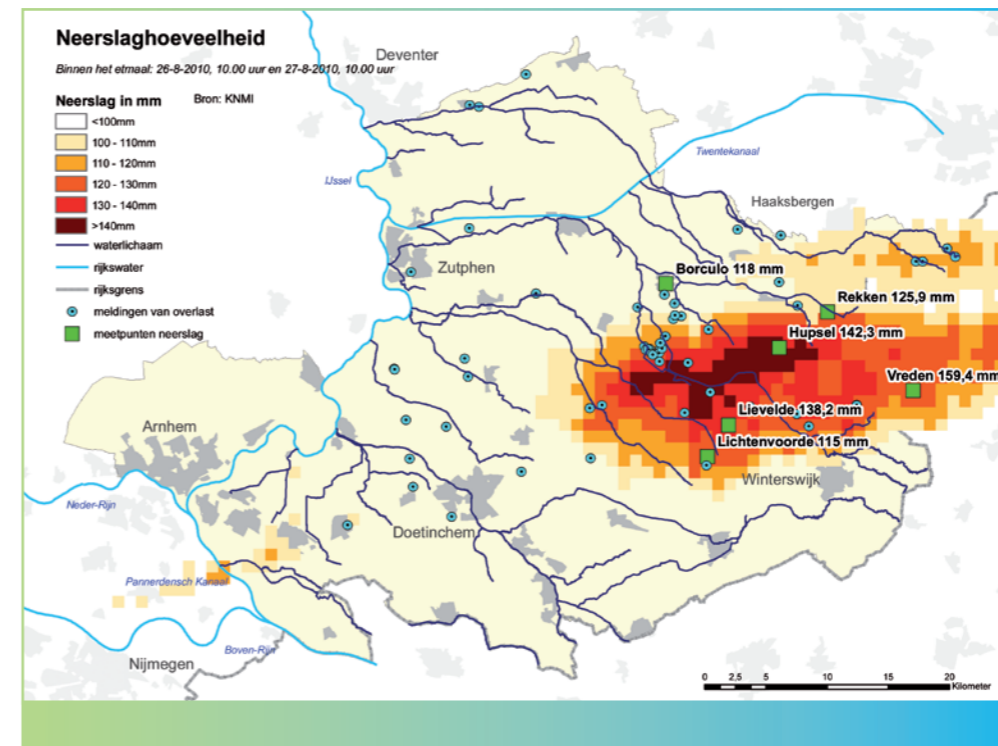 Neerslaghoeveelheid
Binnen het etmaal: 26-8-2010, 10.00 uur en 27-8-2010, 10.00 uur
Neerslag in mm
Bron: KNMI
<100mm
100 - 110mm
110 - 120mm
120 - 130mm
130 - 140mm
>140mm
waterlichaam
rijkswater
rijksgrens
meldingen van overlast
meetpunten neerslag
Deventer
Twentekanaal
IJssel
Haaksbergen
Zutphen
Borculo 118 mm
Rekken 125,9 mm
Hupsel 142,3 mm
Vreden 159,4 mm
Lievelde 138,2 mm
Arnhem
Lichtenvoorde 115 mm
Winterswijk
Neder-Rijn
Doetinchem
Pannerdensch Kanaal
Boven-Rijn
Nijmegen
0 2,5 5 10 15 20
Kilometer